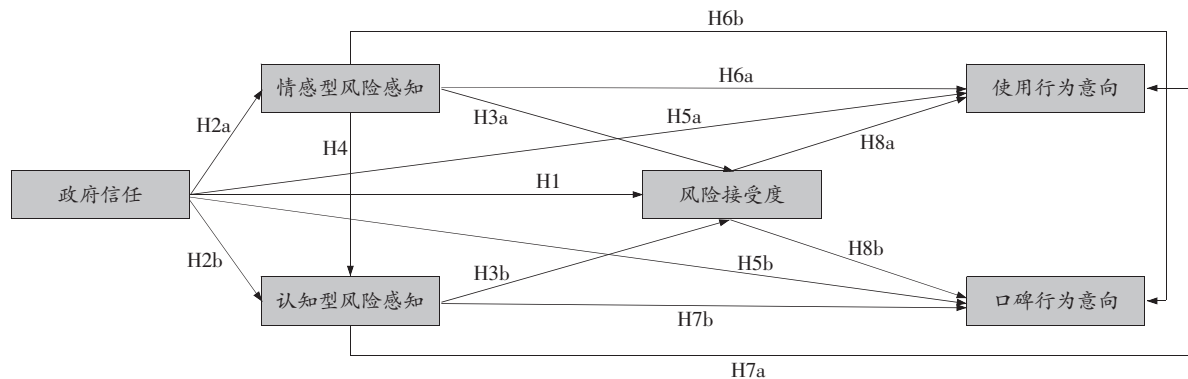 H6b
情感型风险感知
H6a
使用行为意向
H2a
H3a
H5a
H4
H8a
政府信任
H1
风险接受度
H2b
H3b
H5b
H8b
认知型风险感知
H7b
口碑行为意向
H7a